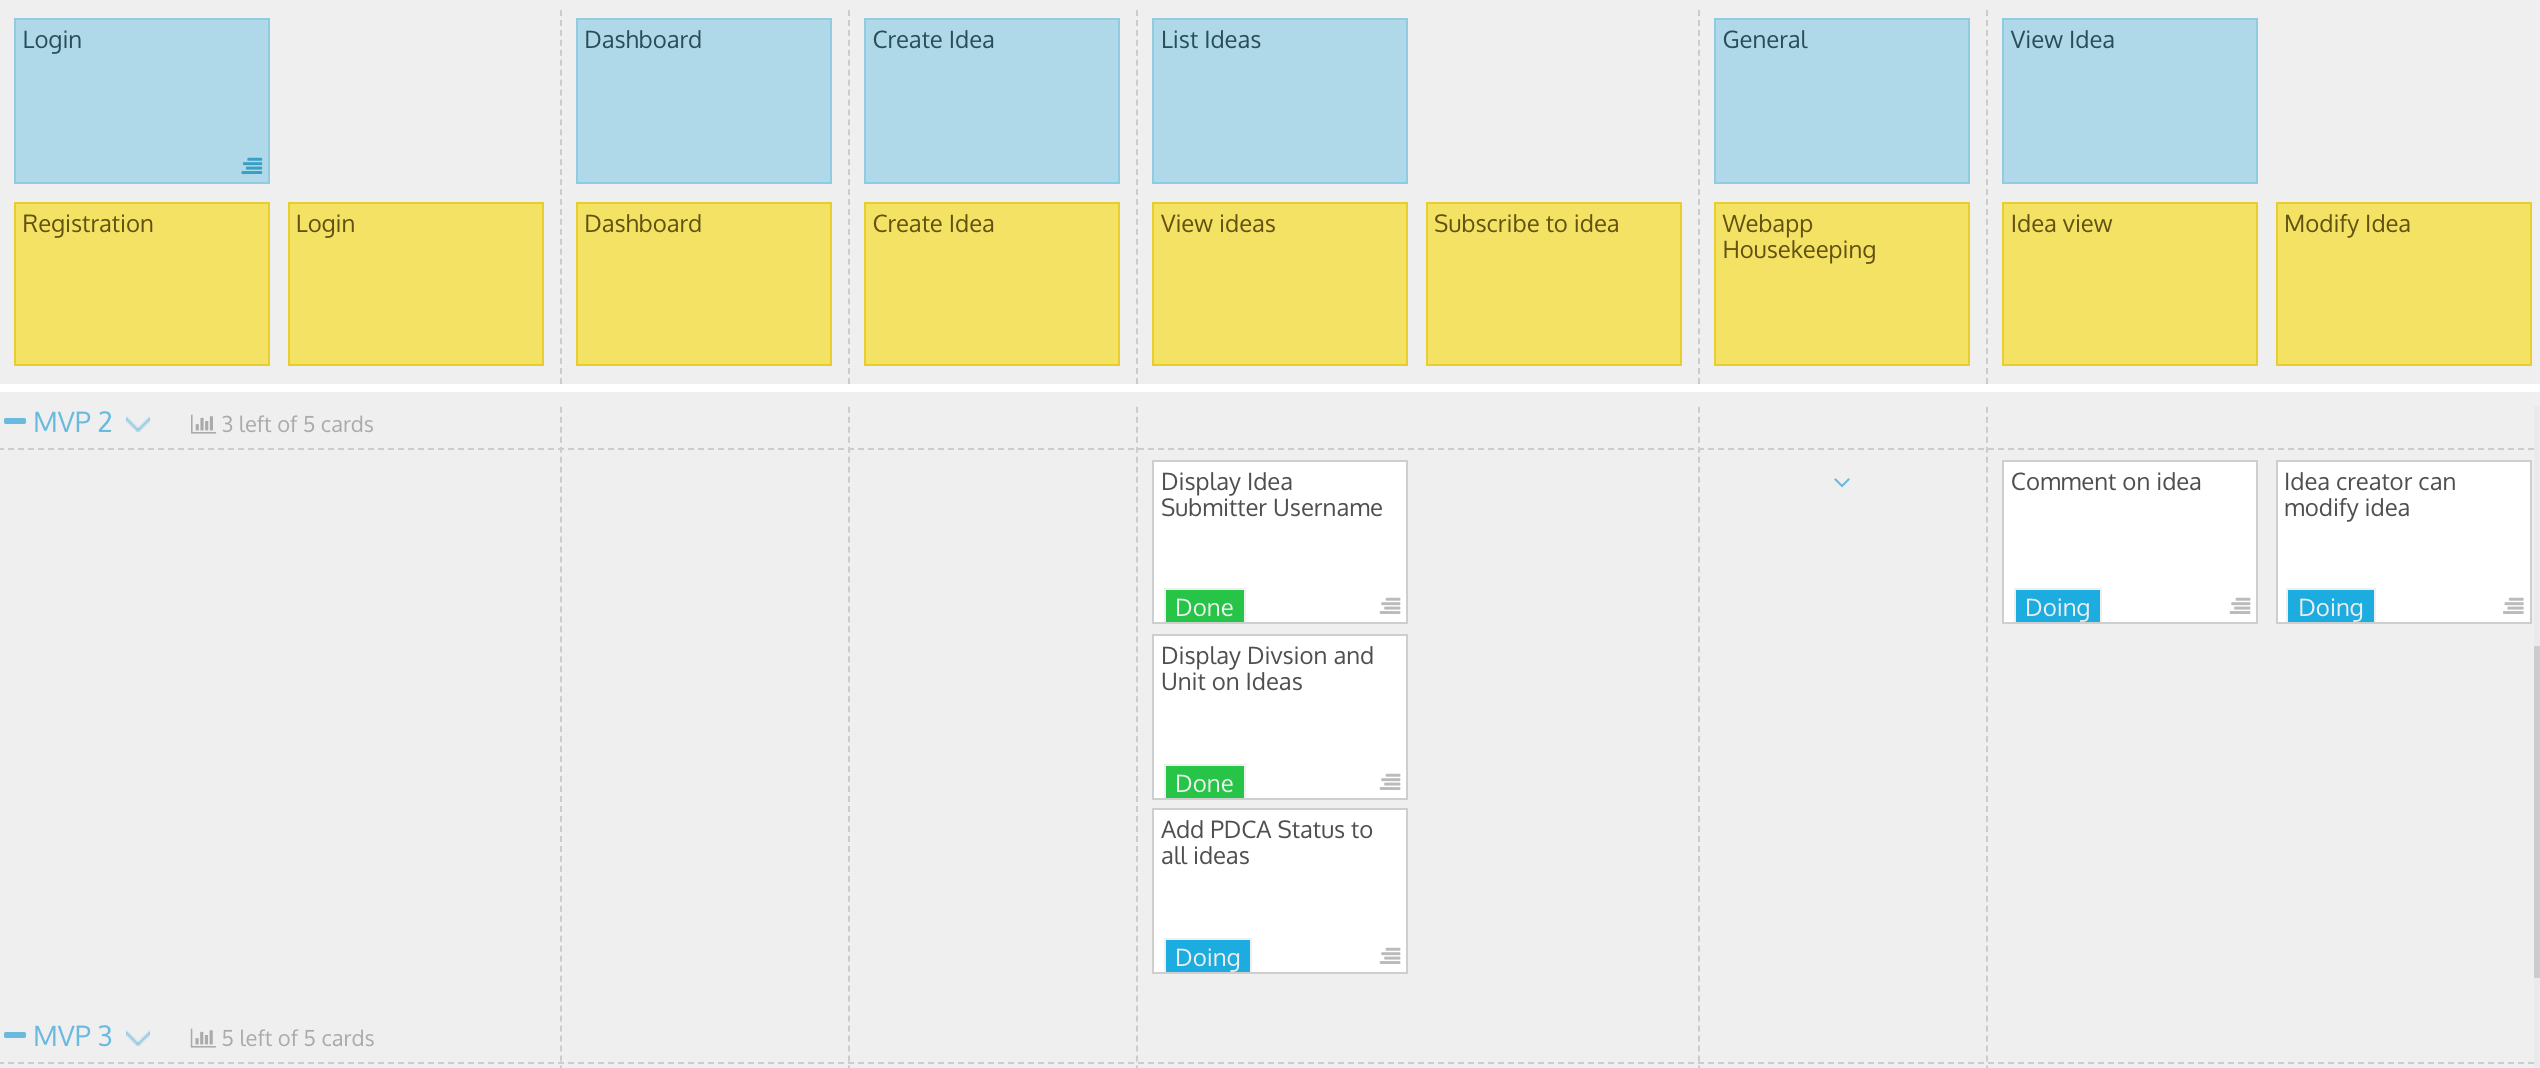 Login
Dashboard
Create Idea
List Ideas
General
View Idea
Registration
Login
Dashboard
Create Idea
View ideas
Subscribe to idea
Webapp
Housekeeping
Idea view
Modify Idea
MVP 2
3 left of 5 cards
Display Idea
Submitter Username
Done
Comment on idea
Doing
Idea creator can
modify idea
Doing
Display Divsion and
Unit on Ideas
Done
Add PDCA Status to
all ideas
Doing
MVP 3
5 left of 5 cards